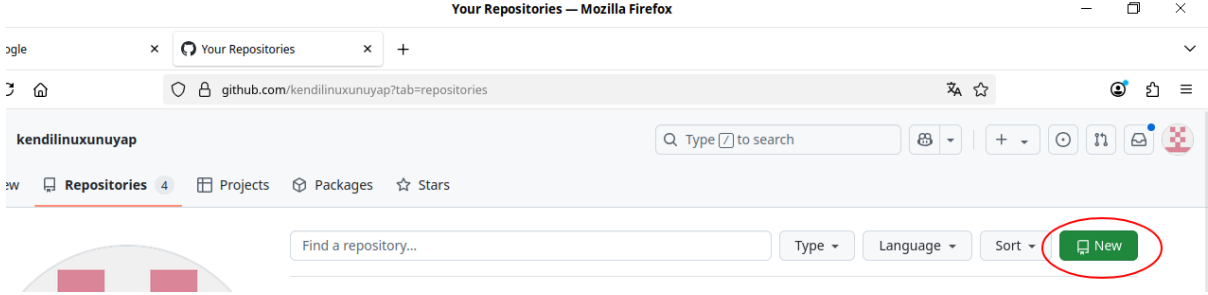 Your Repositories — Mozilla Firefox
ogle
Your Repositories
github.com/kendilinuxunuyap?tab=repositories
kendilinuxunuyap
Type / to search
ew Repositories 4 Projects Packages Stars
Find a repository... Type Language Sort New